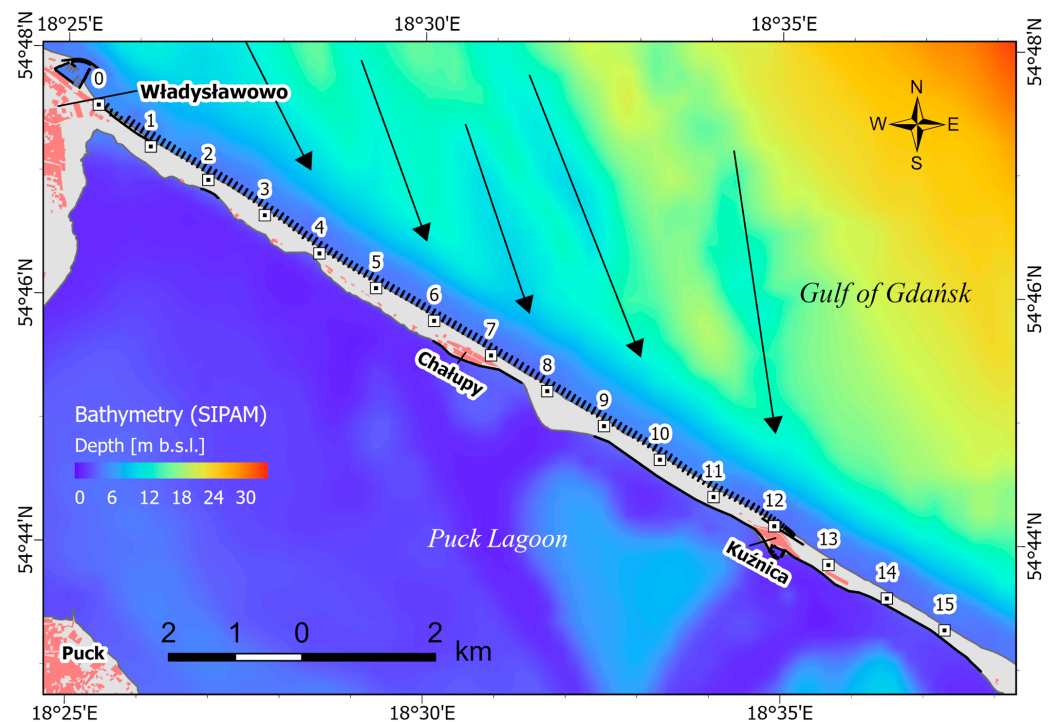 18°25'E 18°30'E 18°35'E
54°48'N
54°48'N
N
W E
S
0
Władysławowo
1
2
3
4
5
54°46'N
54°46'N
Gulf of Gdańsk
6
7
Chałupy
8
9
Bathymetry (SIPAM)
Depth [m b.s.l.]
0 6 12 18 24 30
10
11
12
54°44'N
54°44'N
Puck Lagoon
Kuźnica
13
14
15
2 1 0 2 km
Puck
18°25'E 18°30'E 18°35'E